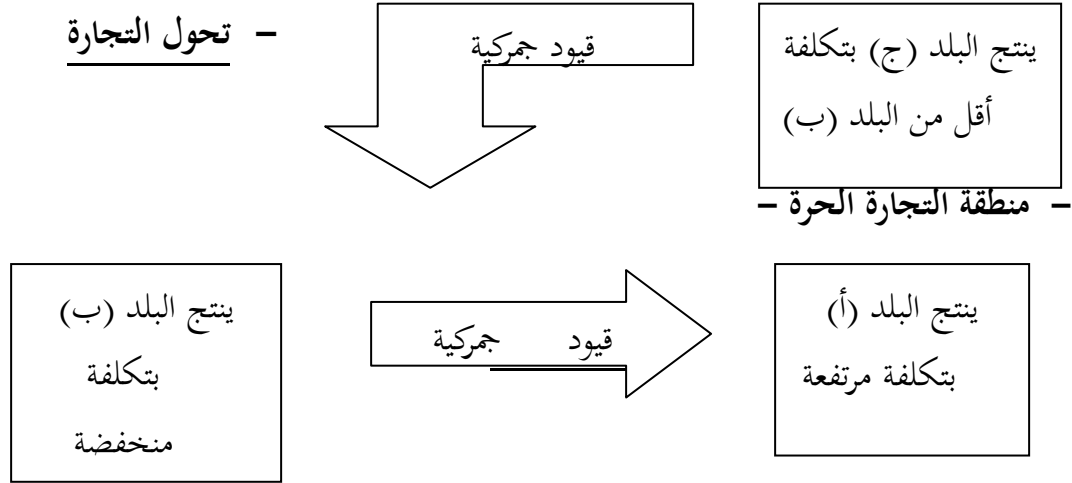 – تحول التجارة
قيود جمركية
ينتج البلد (ج) بتكلفة
أقل من البلد (ب)
– منطقة التجارة الحرة –
ينتج البلد (أ)
بتكلفة مرتفعة
قيود جمركية
ينتج البلد (ب)
بتكلفة
منخفضة